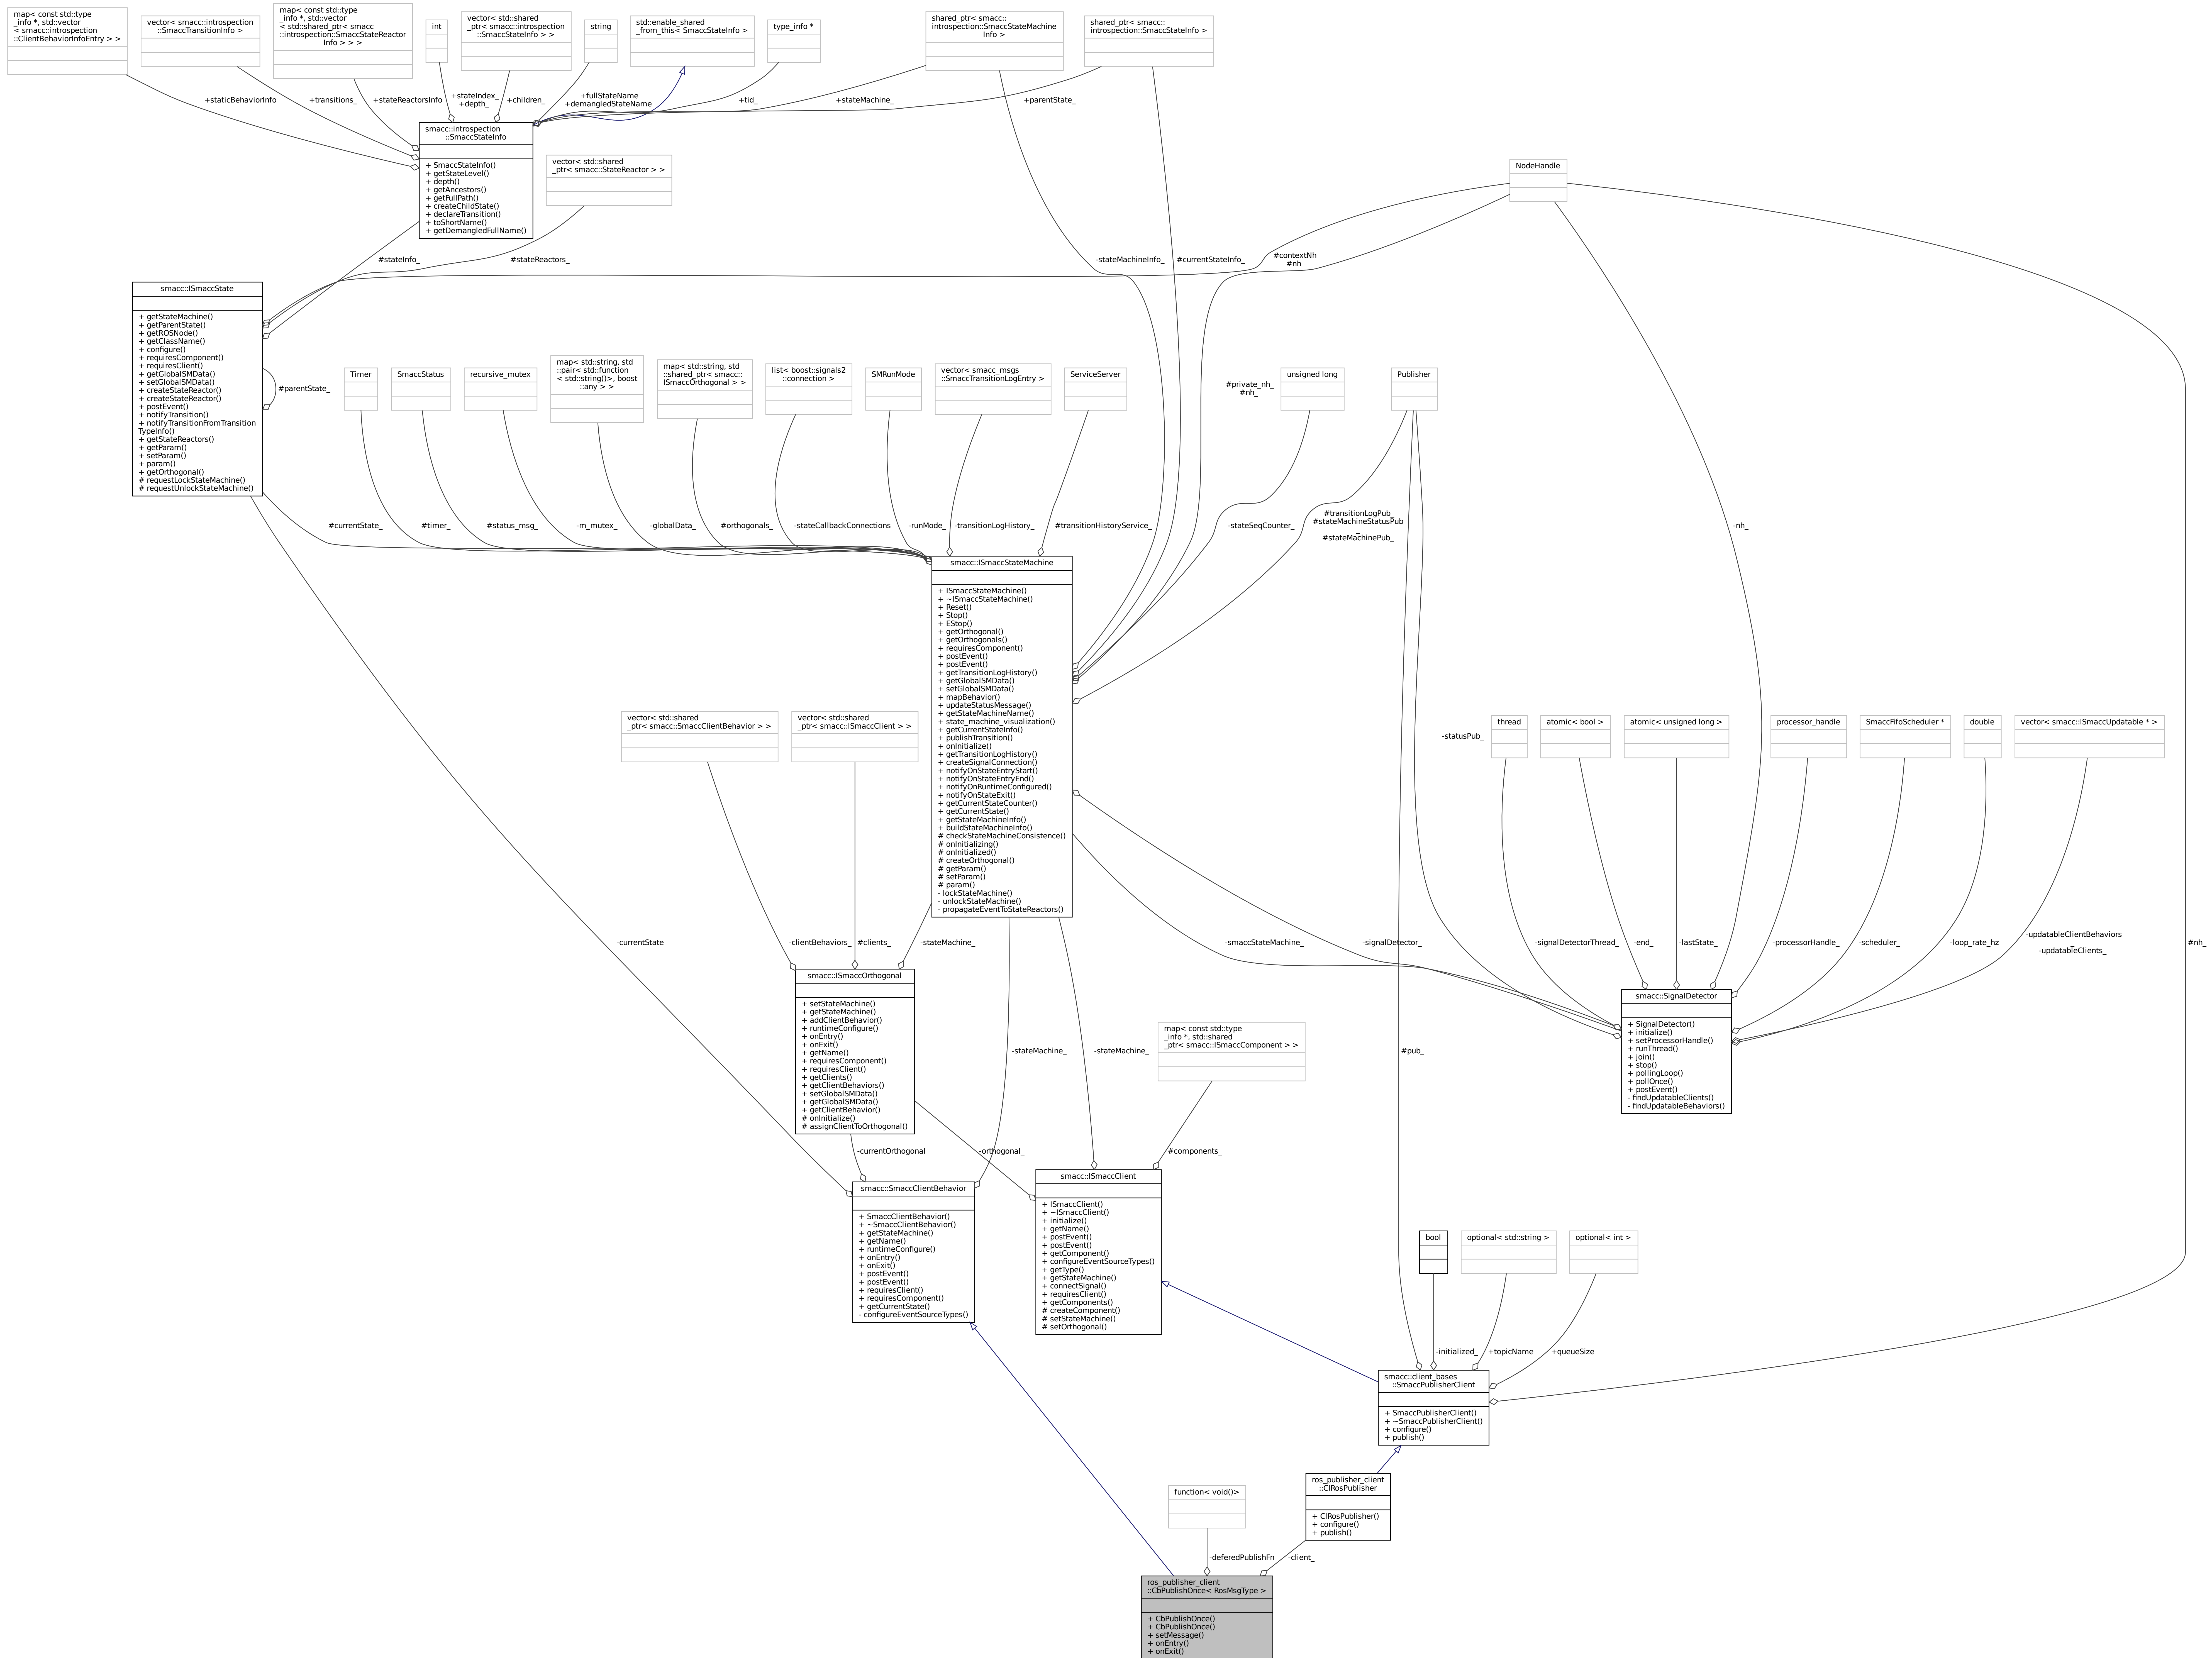 map< const std::type
_info *, std::vector
< smacc::introspection
::ClientBehaviorInfoEntry > >
vector< smacc::introspection
::SmaccTransitionInfo >
map< const std::type
_info *, std::vector
< std::shared_ptr< smacc
::introspection::SmaccStateReactor
Info > > >
int
vector< std::shared
_ptr< smacc::introspection
::SmaccStateInfo > >
string
std::enable_shared
_from_this< SmaccStateInfo >
type_info *
shared_ptr< smacc::
introspection::SmaccStateMachine
Info >
shared_ptr< smacc::
introspection::SmaccStateInfo >
+staticBehaviorInfo
+transitions_
+stateReactorsInfo
+stateIndex_
+depth_
+children_
+fullStateName
+demangledStateName
+tid_
+stateMachine_
+parentState_
smacc::introspection
::SmaccStateInfo
+ SmaccStateInfo()
+ getStateLevel()
+ depth()
+ getAncestors()
+ getFullPath()
+ createChildState()
+ declareTransition()
+ toShortName()
+ getDemangledFullName()
vector< std::shared
_ptr< smacc::StateReactor > >
NodeHandle
#stateInfo_
#stateReactors_
-stateMachineInfo_
#currentStateInfo_
#contextNh
#nh
smacc::ISmaccState
+ getStateMachine()
+ getParentState()
+ getROSNode()
+ getClassName()
+ configure()
+ requiresComponent()
+ requiresClient()
+ getGlobalSMData()
+ setGlobalSMData()
+ createStateReactor()
+ createStateReactor()
+ postEvent()
+ notifyTransition()
+ notifyTransitionFromTransition
TypeInfo()
+ getStateReactors()
+ getParam()
+ setParam()
+ param()
+ getOrthogonal()
# requestLockStateMachine()
# requestUnlockStateMachine()
#parentState_
Timer
SmaccStatus
recursive_mutex
map< std::string, std
::pair< std::function
< std::string()>, boost
::any > >
map< std::string, std
::shared_ptr< smacc::
ISmaccOrthogonal > >
list< boost::signals2
::connection >
SMRunMode
vector< smacc_msgs
::SmaccTransitionLogEntry >
ServiceServer
#private_nh_
#nh_
unsigned long
Publisher
#currentState_
#timer_
#status_msg_
-m_mutex_
-globalData_
#orthogonals_
-stateCallbackConnections
-runMode_
-transitionLogHistory_
#transitionHistoryService_
-stateSeqCounter_
#transitionLogPub_
#stateMachineStatusPub
_
#stateMachinePub_
-nh_
smacc::ISmaccStateMachine
+ ISmaccStateMachine()
+ ~ISmaccStateMachine()
+ Reset()
+ Stop()
+ EStop()
+ getOrthogonal()
+ getOrthogonals()
+ requiresComponent()
+ postEvent()
+ postEvent()
+ getTransitionLogHistory()
+ getGlobalSMData()
+ setGlobalSMData()
+ mapBehavior()
+ updateStatusMessage()
+ getStateMachineName()
+ state_machine_visualization()
+ getCurrentStateInfo()
+ publishTransition()
+ onInitialize()
+ getTransitionLogHistory()
+ createSignalConnection()
+ notifyOnStateEntryStart()
+ notifyOnStateEntryEnd()
+ notifyOnRuntimeConfigured()
+ notifyOnStateExit()
+ getCurrentStateCounter()
+ getCurrentState()
+ getStateMachineInfo()
+ buildStateMachineInfo()
# checkStateMachineConsistence()
# onInitializing()
# onInitialized()
# createOrthogonal()
# getParam()
# setParam()
# param()
- lockStateMachine()
- unlockStateMachine()
- propagateEventToStateReactors()
vector< std::shared
_ptr< smacc::SmaccClientBehavior > >
vector< std::shared
_ptr< smacc::ISmaccClient > >
-statusPub_
thread
atomic< bool >
atomic< unsigned long >
processor_handle
SmaccFifoScheduler *
double
vector< smacc::ISmaccUpdatable * >
-currentState
-clientBehaviors_
#clients_
-stateMachine_
-smaccStateMachine_
-signalDetector_
-signalDetectorThread_
-end_
-lastState_
-processorHandle_
-scheduler_
-loop_rate_hz
-updatableClientBehaviors
_
-updatableClients_
#nh_
smacc::ISmaccOrthogonal
+ setStateMachine()
+ getStateMachine()
+ addClientBehavior()
+ runtimeConfigure()
+ onEntry()
+ onExit()
+ getName()
+ requiresComponent()
+ requiresClient()
+ getClients()
+ getClientBehaviors()
+ setGlobalSMData()
+ getGlobalSMData()
+ getClientBehavior()
# onInitialize()
# assignClientToOrthogonal()
smacc::SignalDetector
+ SignalDetector()
+ initialize()
+ setProcessorHandle()
+ runThread()
+ join()
+ stop()
+ pollingLoop()
+ pollOnce()
+ postEvent()
- findUpdatableClients()
- findUpdatableBehaviors()
-stateMachine_
-stateMachine_
map< const std::type
_info *, std::shared
_ptr< smacc::ISmaccComponent > >
#pub_
-currentOrthogonal
-orthogonal_
#components_
smacc::SmaccClientBehavior
+ SmaccClientBehavior()
+ ~SmaccClientBehavior()
+ getStateMachine()
+ getName()
+ runtimeConfigure()
+ onEntry()
+ onExit()
+ postEvent()
+ postEvent()
+ requiresClient()
+ requiresComponent()
+ getCurrentState()
- configureEventSourceTypes()
smacc::ISmaccClient
+ ISmaccClient()
+ ~ISmaccClient()
+ initialize()
+ getName()
+ postEvent()
+ postEvent()
+ getComponent()
+ configureEventSourceTypes()
+ getType()
+ getStateMachine()
+ connectSignal()
+ requiresClient()
+ getComponents()
# createComponent()
# setStateMachine()
# setOrthogonal()
bool
optional< std::string >
optional< int >
-initialized_
+topicName
+queueSize
smacc::client_bases
::SmaccPublisherClient
+ SmaccPublisherClient()
+ ~SmaccPublisherClient()
+ configure()
+ publish()
function< void()>
ros_publisher_client
::ClRosPublisher
+ ClRosPublisher()
+ configure()
+ publish()
-deferedPublishFn
-client_
ros_publisher_client
::CbPublishOnce< RosMsgType >
+ CbPublishOnce()
+ CbPublishOnce()
+ setMessage()
+ onEntry()
+ onExit()